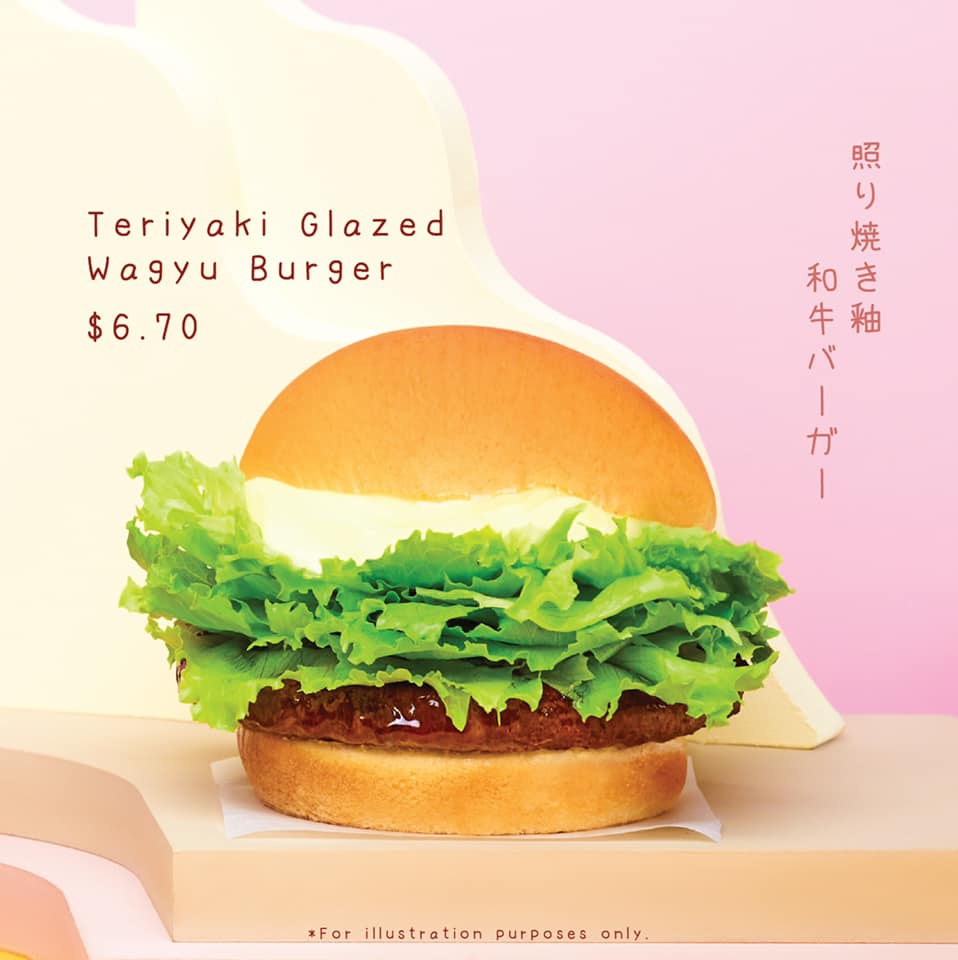 Teriyaki Glazed
Wagyu Burger
$6.70
照り焼き釉
和牛バーガー
*For illustration purposes only.